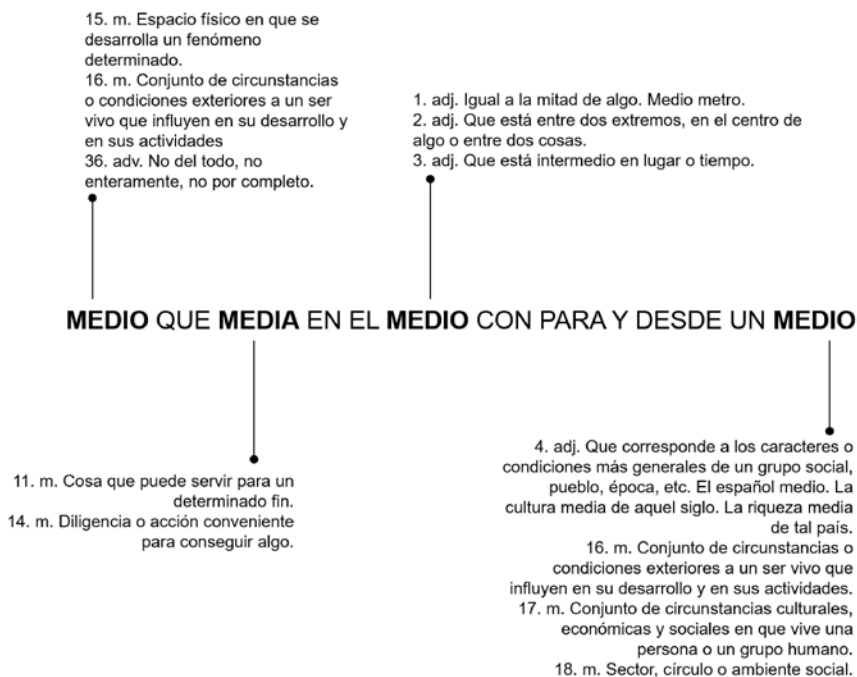 15. m. Espacio físico en que se
desarrolla un fenómeno
determinado.
16. m. Conjunto de circunstancias
o condiciones exteriores a un ser
vivo que influyen en su desarrollo y
en sus actividades
36. adv. No del todo, no
enteramente, no por completo.
1. adj. Igual a la mitad de algo. Medio metro.
2. adj. Que está entre dos extremos, en el centro de
algo o entre dos cosas.
3. adj. Que está intermedio en lugar o tiempo.
MEDIO QUE MEDIA EN EL MEDIO CON PARA Y DESDE UN MEDIO
11. m. Cosa que puede servir para un
determinado fin.
14. m. Diligencia o acción conveniente
para conseguir algo.
4. adj. Que corresponde a los caracteres o
condiciones más generales de un grupo social,
pueblo, época, etc. El español medio. La
cultura media de aquel siglo. La riqueza media
de tal país.
16. m. Conjunto de circunstancias o
condiciones exteriores a un ser vivo que
influyen en su desarrollo y en sus actividades.
17. m. Conjunto de circunstancias culturales,
económicas y sociales en que vive una
persona o un grupo humano.
18. m. Sector, círculo o ambiente social.